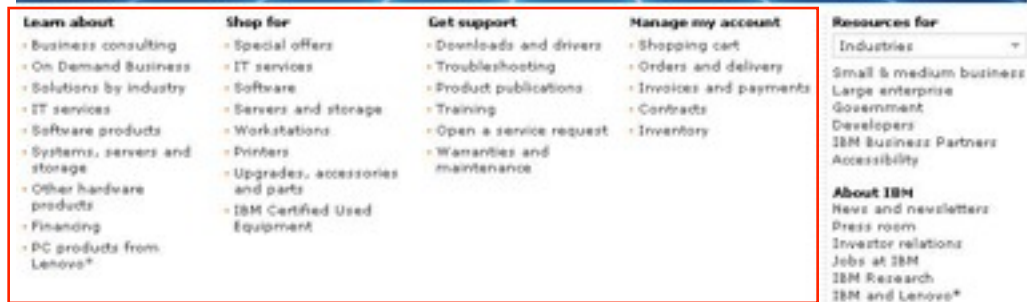 Learn about
Business consulting
On Demand Business
Solutions by industry
IT services
Software products
Systems, servers and
storage
Other hardware
products
Financing
PC products from
Lenovo*
Shop for
Special offers
IT services
Software
Servers and storage
Workstations
Printers
Upgrades, accessories
and parts
IBM Certified Used
Equipment
Get support
Downloads and drivers
Troubleshooting
Product publications
Training
Open a service request
Warranties and
maintenance
Manage my account
Shopping cart
Orders and delivery
Invoices and payments
Contracts
Inventory
Resources for
Industries
Small & medium business
Large enterprise
Government
Developers
IBM Business Partners
Accessibility
About IBM
News and newsletters
Press room
Investor relations
Jobs at IBM
IBM Research
IBM and Lenovo*